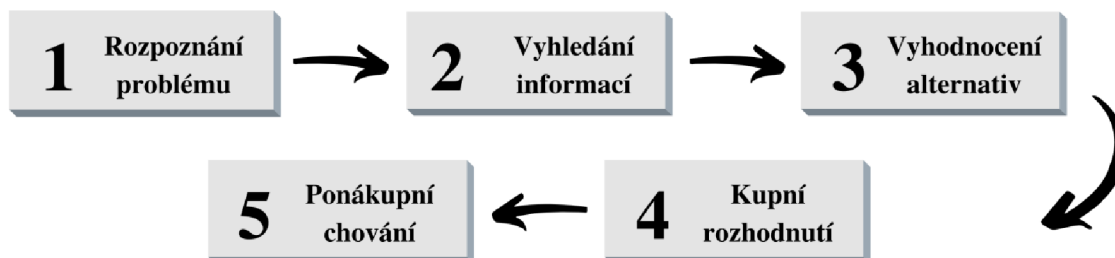 1 Rozpoznání
problému
2 Vyhledání
informací
3 Vyhodnocení
alternativ
4 Kupní
rozhodnutí
5 Ponákupní
chování